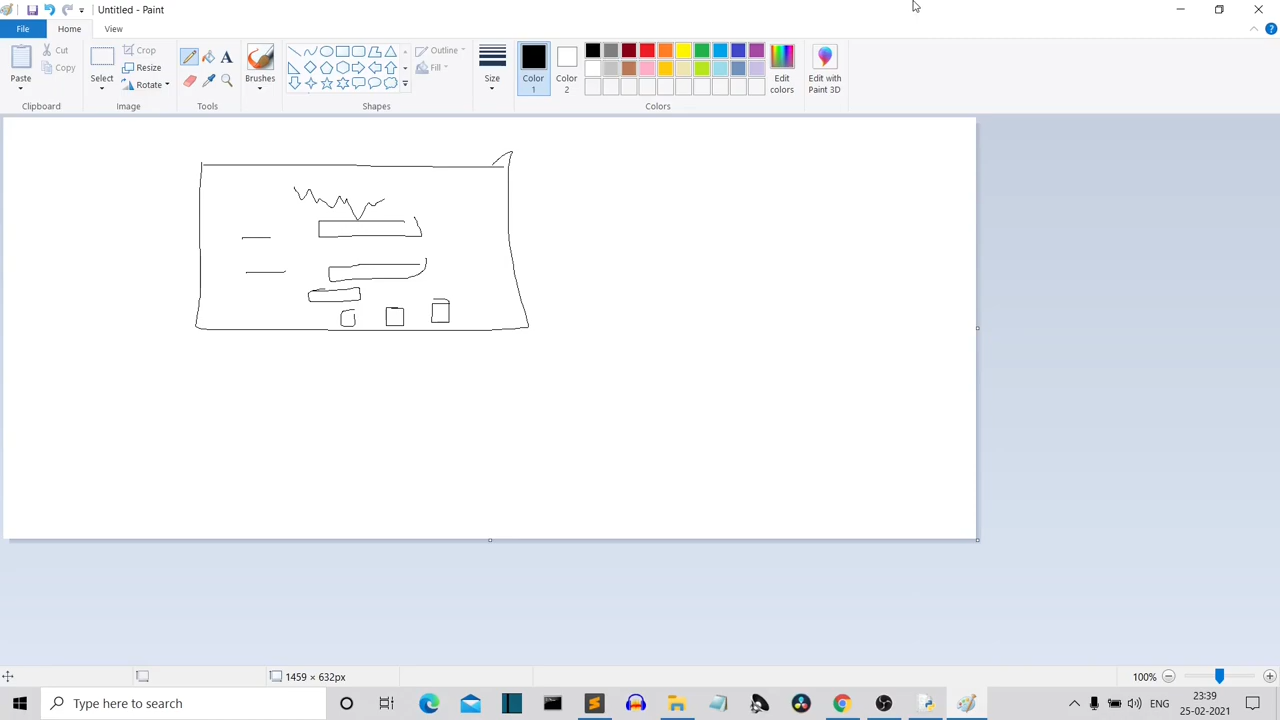 Untitled - Paint
File Home View
Paste
Cut
Copy
Clipboard
Select
Crop
Resize
Rotate
Image
Tools
Brushes
Outline
Fill
Shapes
Size
Color 1
Color 2
Edit colors
Colors
Edit with Paint 3D
1459 × 632px
100%
Type here to search
ENG
23:39
25-02-2021